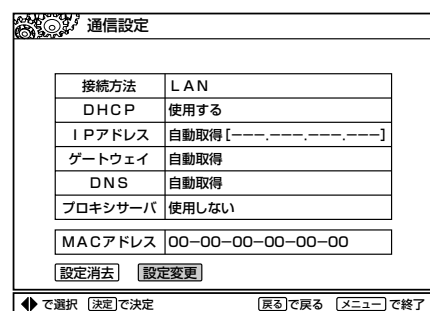 通信設定
接続方法 LAN
DHCP 使用する
IPアドレス 自動取得[−−−.−−−.−−−.−−−]
ゲートウェイ 自動取得
DNS 自動取得
プロキシサーバ 使用しない
MACアドレス 00−00−00−00−00−00
設定消去 設定変更
で選択 決定で決定 戻るで戻る メニューで終了